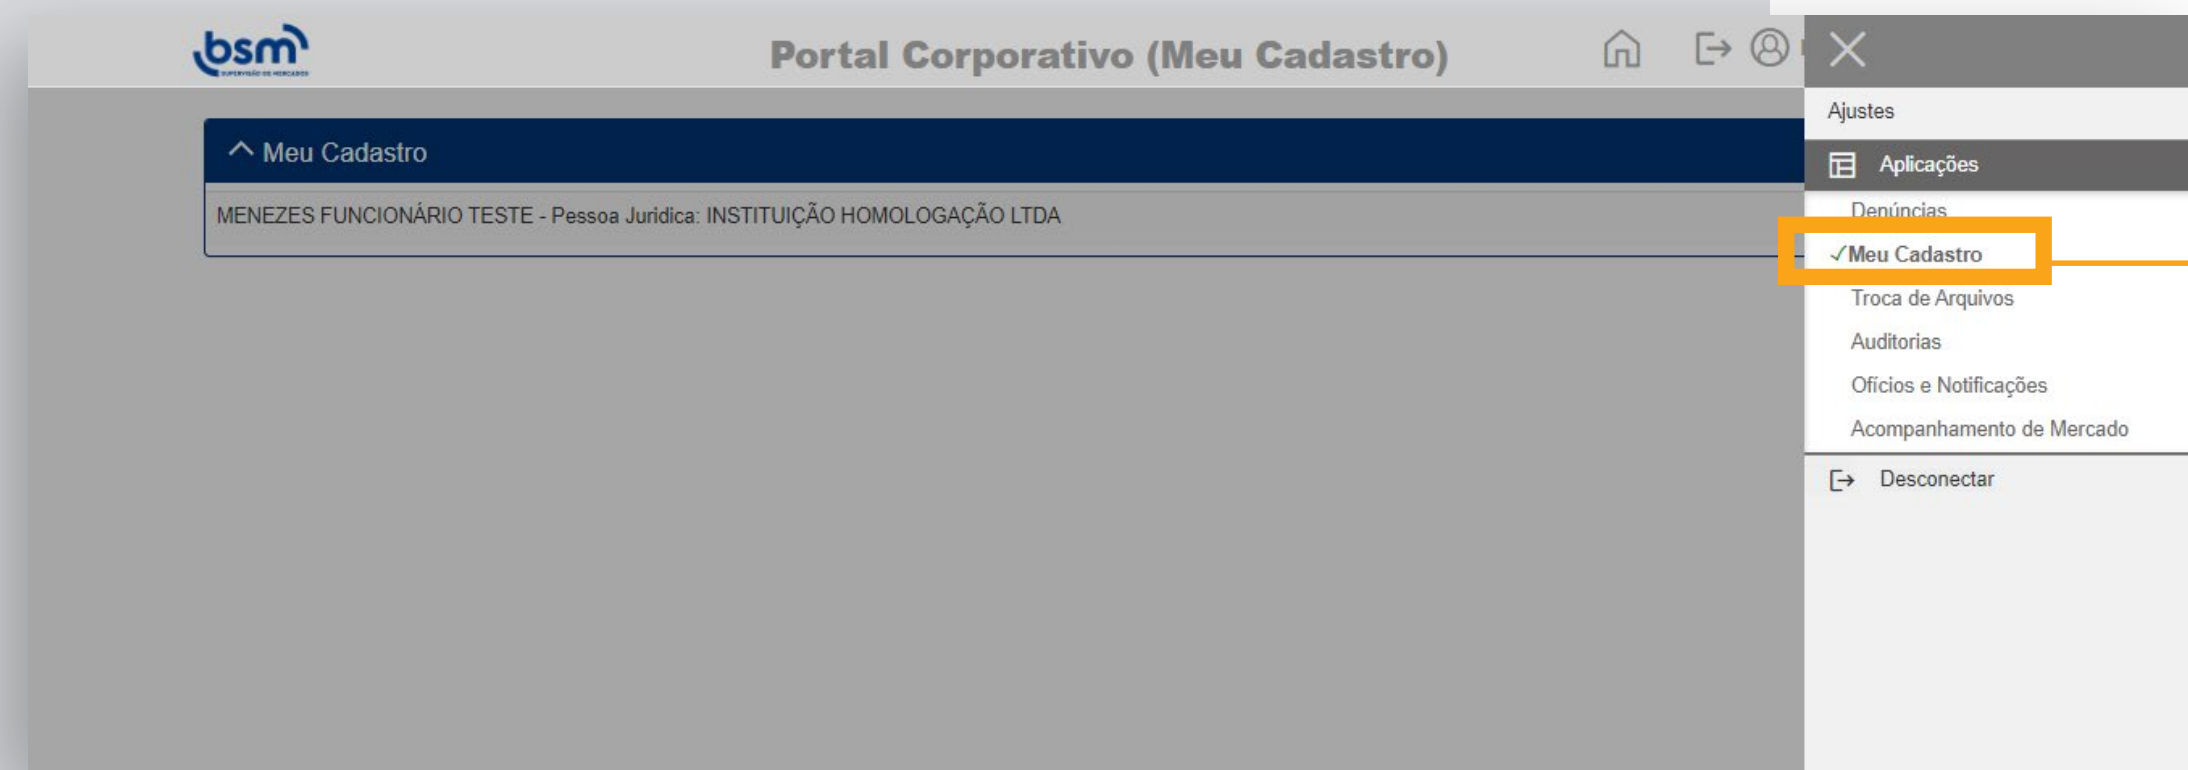 bsm
SUPERVISÃO DE MERCADOS
Portal Corporativo (Meu Cadastro)
Meu Cadastro
MENEZES FUNCIONÁRIO TESTE - Pessoa Juridica: INSTITUIÇÃO HOMOLOGAÇÃO LTDA
Ajustes
Aplicações
Denúncias
Meu Cadastro
Troca de Arquivos
Auditorias
Ofícios e Notificações
Acompanhamento de Mercado
Desconectar